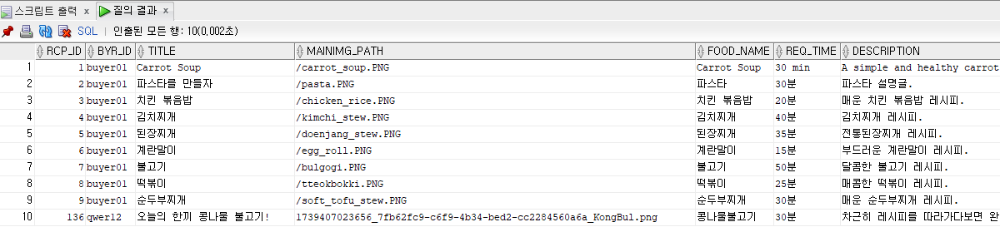 스크립트 출력 x 질의 결과 x
SQL | 인출된 모든 행: 10(0,002초)
RCP_ID BYR_ID TITLE MAINIMG_PATH FOOD_NAME REQ_TIME DESCRIPTION
1 1 buyer01 Carrot Soup /carrot_soup.PNG Carrot Soup 30 min A simple and healthy carrot
2 2 buyer01 파스타를 만들자 /pasta.PNG 파스타 30분 파스타 설명글.
3 3 buyer01 치킨 볶음밥 /chicken_rice.PNG 치킨 볶음밥 20분 매운 치킨 볶음밥 레시피.
4 4 buyer01 김치찌개 /kimchi_stew.PNG 김치찌개 40분 김치찌개 레시피.
5 5 buyer01 된장찌개 /doenjang_stew.PNG 된장찌개 35분 전통된장찌개 레시피.
6 6 buyer01 계란말이 /egg_roll.PNG 계란말이 15분 부드러운 계란말이 레시피.
7 7 buyer01 불고기 /bulgogi.PNG 불고기 50분 달콤한 불고기 레시피.
8 8 buyer01 떡볶이 /tteokbokki.PNG 떡볶이 25분 매콤한 떡볶이 레시피.
9 9 buyer01 순두부찌개 /soft_tofu_stew.PNG 순두부찌개 30분 매운 순두부찌개 레시피.
10 136 qwer12 오늘의 한끼 콩나물 불고기! 1739407023656_7fb62fc9-c6f9-4b34-bed2-cc2284560a6a_KongBul.png 콩나물불고기 30분 차근히 레시피를 따라가다보면 완